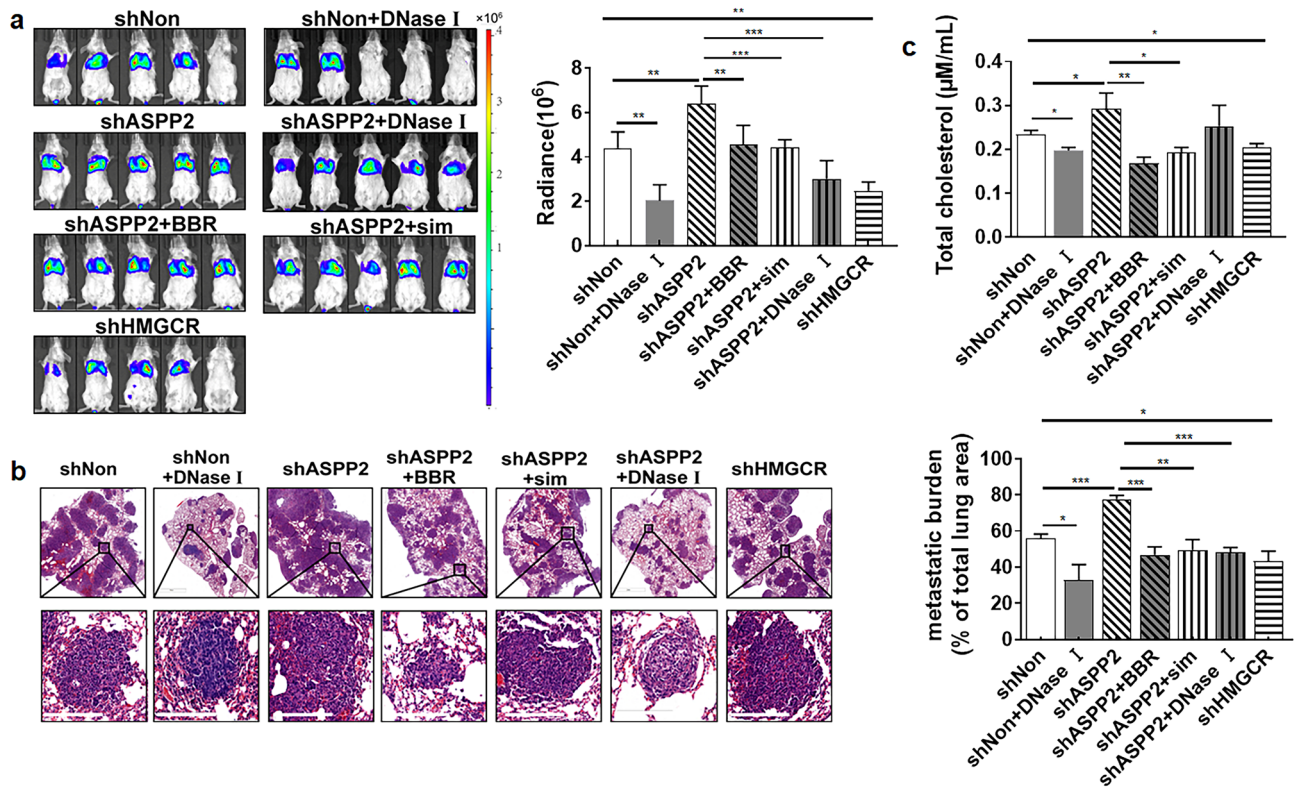 a
shNon
shNon+DNase I
×10⁶
4
3
2
1
shASPP2
shASPP2+DNase I
shASPP2+BBR
shASPP2+sim
shHMGCR
**
***
***
**
**
**
Radiance(10⁶)
8
6
4
2
0
shNon
shNon+DNase I
shASPP2
shASPP2+BBR
shASPP2+sim
shASPP2+DNase I
shHMGCR
c
*
*
*
**
*
Total cholesterol (μM/mL)
0.4
0.3
0.2
0.1
0.0
shNon
shNon+DNase I
shASPP2
shASPP2+BBR
shASPP2+sim
shASPP2+DNase I
shHMGCR
b
shNon
shNon
+DNase I
shASPP2
shASPP2
+BBR
shASPP2
+sim
shASPP2
+DNase I
shHMGCR
*
***
**
***
***
*
metastatic burden
(% of total lung area)
100
80
60
40
20
0
shNon
shNon+DNase I
shASPP2
shASPP2+BBR
shASPP2+sim
shASPP2+DNase I
shHMGCR